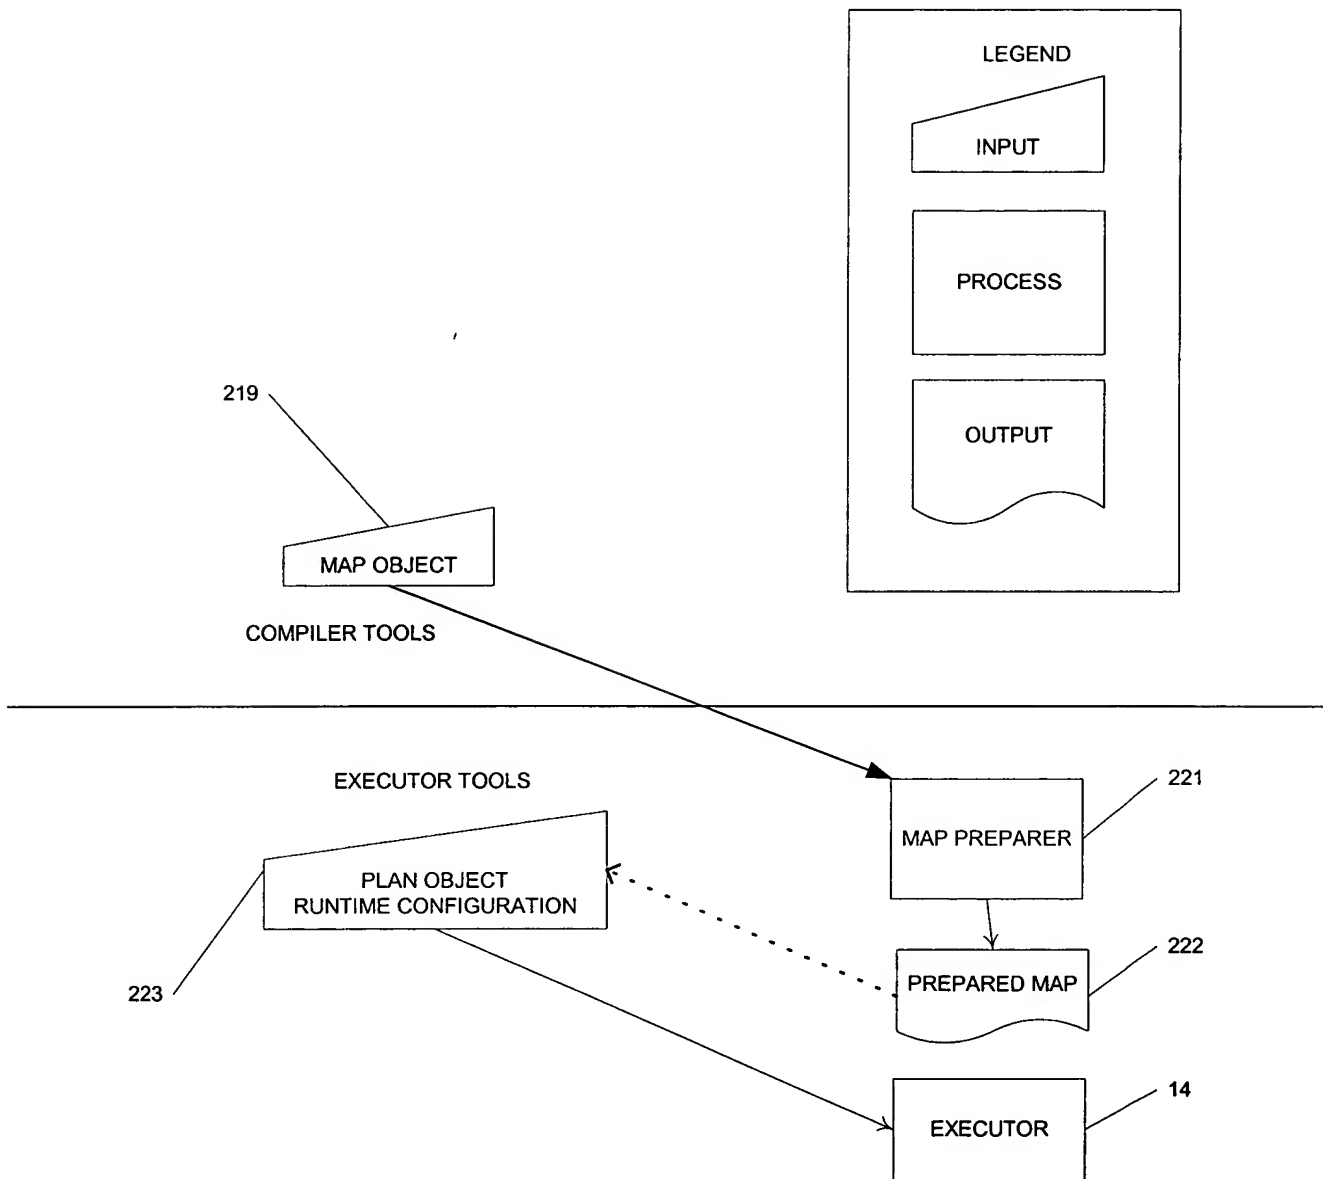 LEGEND
INPUT
PROCESS
OUTPUT
219
MAP OBJECT
COMPILER TOOLS
EXECUTOR TOOLS
221
MAP PREPARER
PLAN OBJECT
RUNTIME CONFIGURATION
222
PREPARED MAP
223
14
EXECUTOR